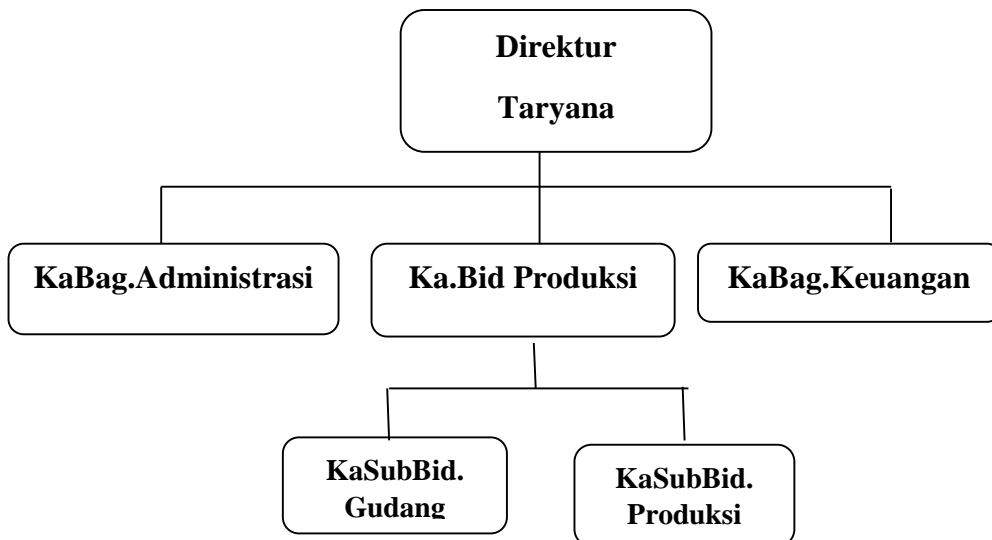 Direktur
Taryana
KaBag.Administrasi
Ka.Bid Produksi
KaBag.Keuangan
KaSubBid.
Gudang
KaSubBid.
Produksi